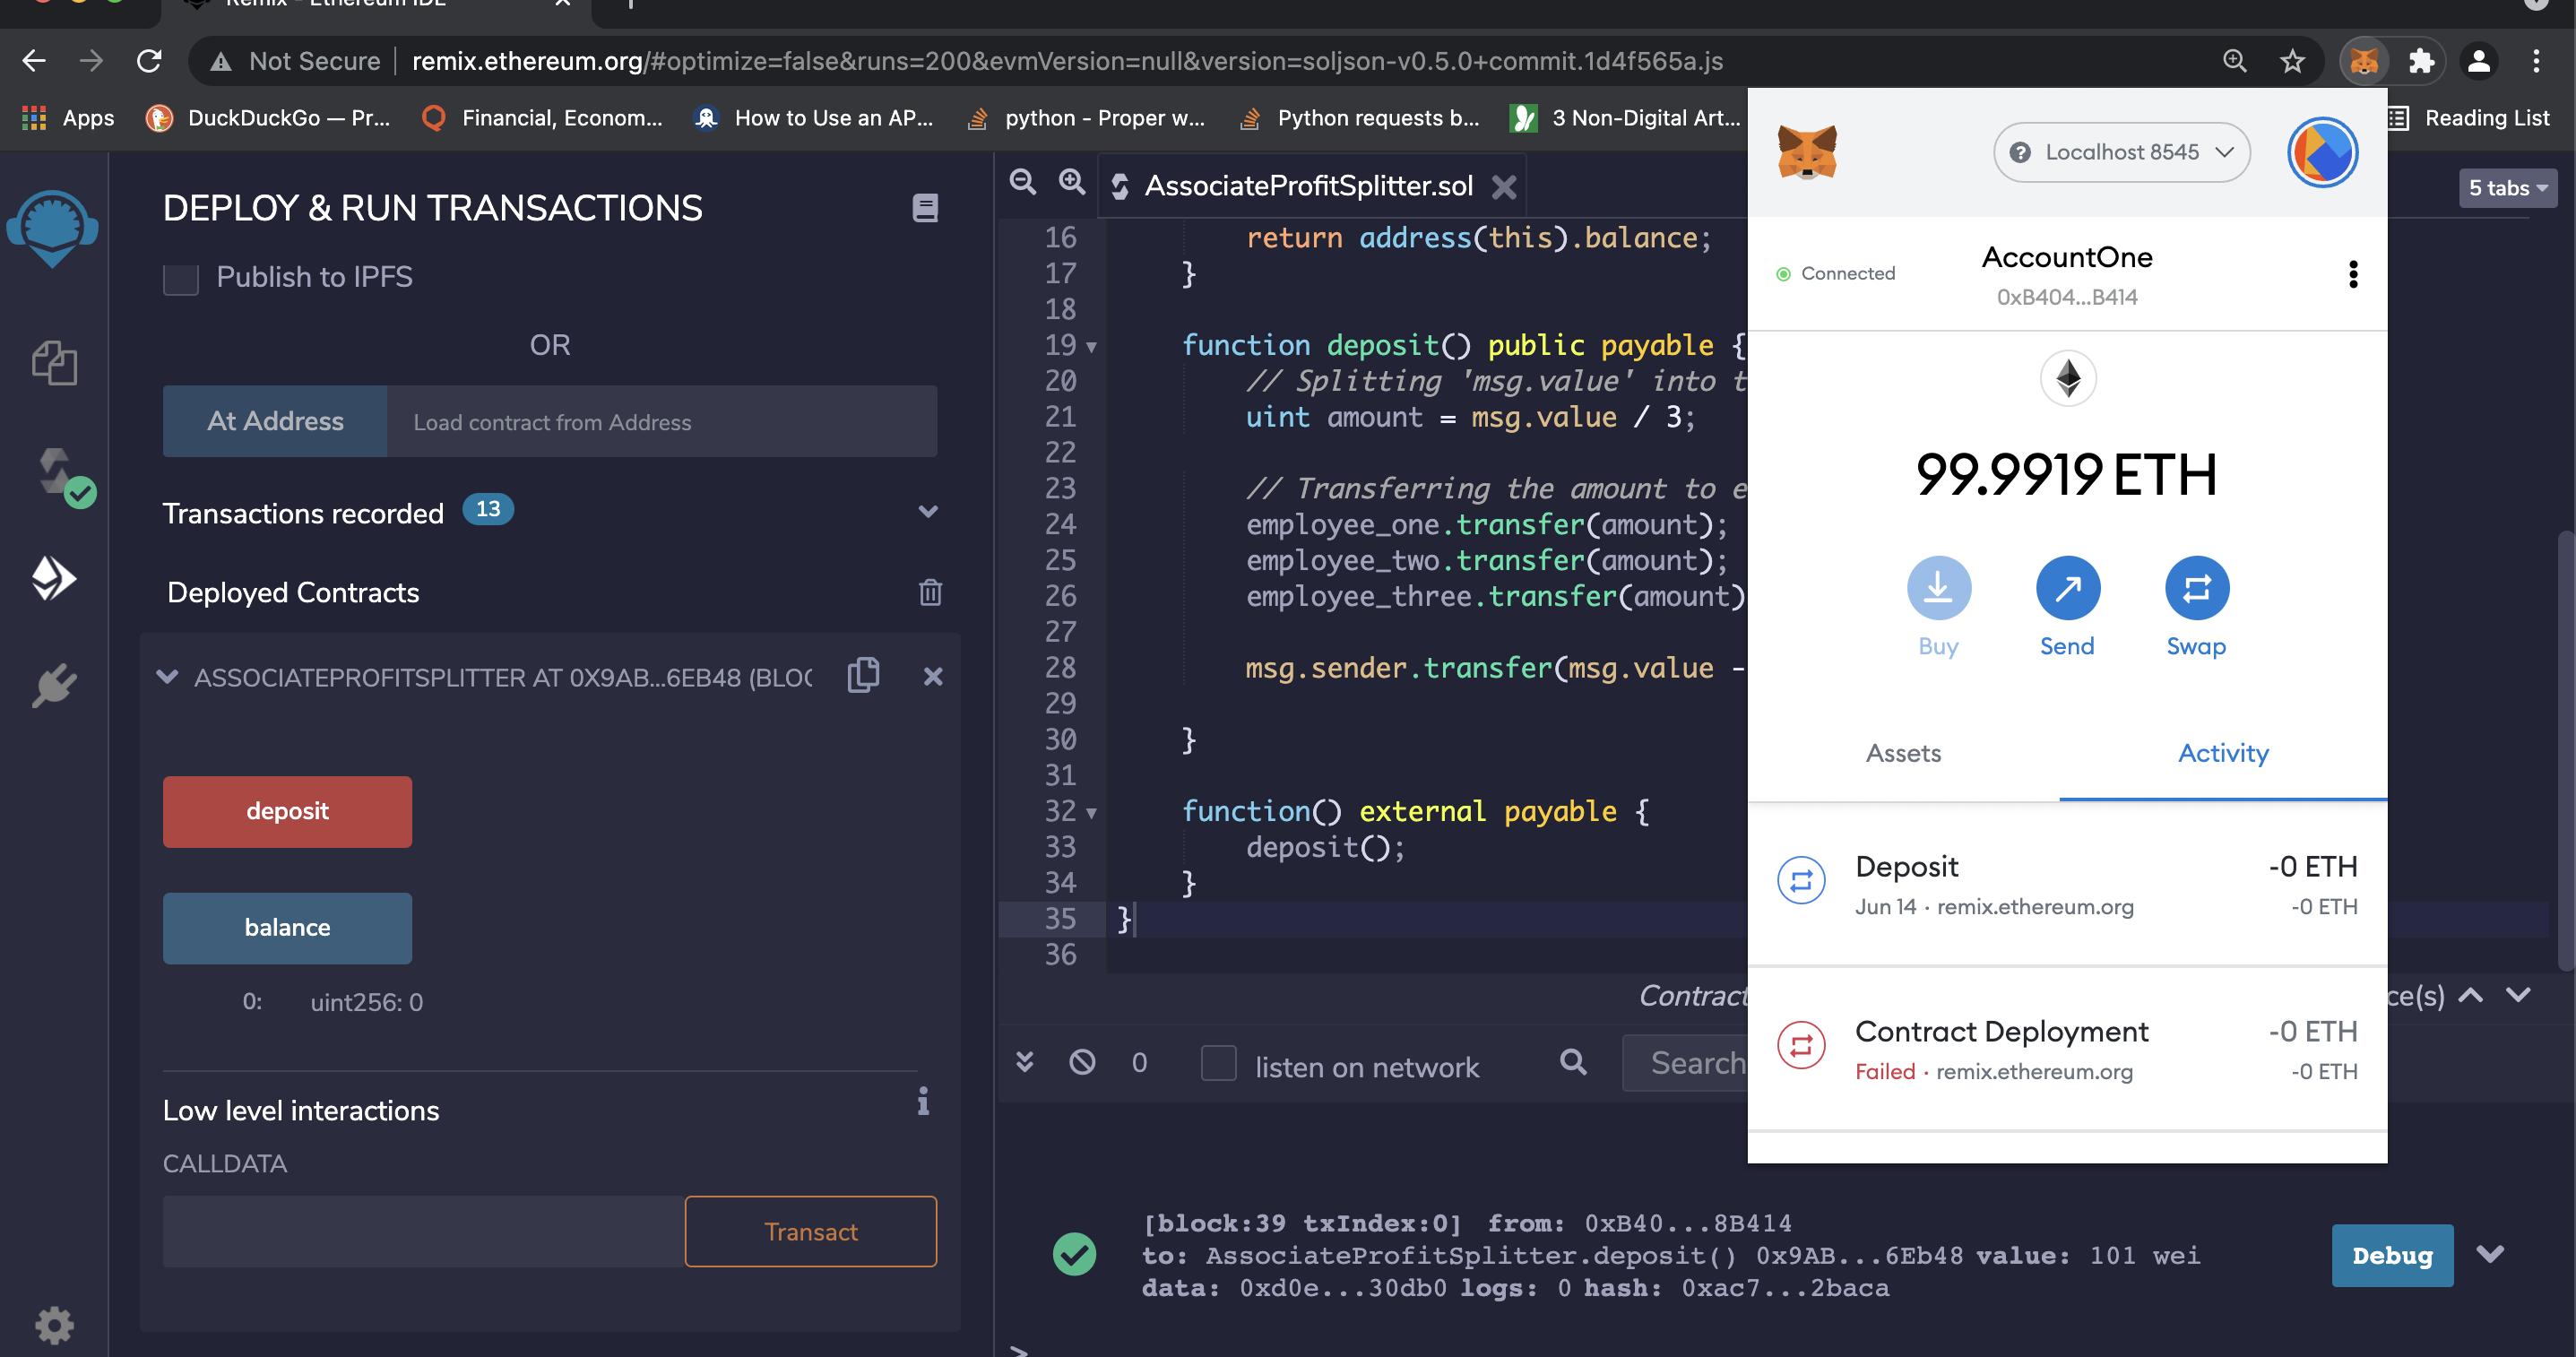 Remix - Ethereum IDE
Not Secure
remix.ethereum.org/#optimize=false&runs=200&evmVersion=null&version=soljson-v0.5.0+commit.1d4f565a.js
Apps
DuckDuckGo — Pr...
Financial, Econom...
How to Use an AP...
python - Proper w...
Python requests b...
3 Non-Digital Art...
Reading List
DEPLOY & RUN TRANSACTIONS
Publish to IPFS
OR
At Address
Load contract from Address
Transactions recorded 13
Deployed Contracts
ASSOCIATEPROFITSPLITTER AT 0X9AB...6EB48 (BLOC
deposit
balance
0: uint256: 0
Low level interactions
i
CALLDATA
Transact
AssociateProfitSplitter.sol
5 tabs
16 return address(this).balance;
17 }
18
19 function deposit() public payable {
20 // Splitting 'msg.value' into t
21 uint amount = msg.value / 3;
22
23 // Transferring the amount to e
24 employee_one.transfer(amount);
25 employee_two.transfer(amount);
26 employee_three.transfer(amount)
27
28 msg.sender.transfer(msg.value -
29
30 }
31
32 function() external payable {
33 deposit();
34 }
35 }
36
Contract
ce(s)
0
listen on network
Search
[block:39 txIndex:0] from: 0xB40...8B414
to: AssociateProfitSplitter.deposit() 0x9AB...6Eb48 value: 101 wei
data: 0xd0e...30db0 logs: 0 hash: 0xac7...2baca
Debug
>
Localhost 8545
Connected
AccountOne
0xB404...B414
99.9919 ETH
Buy
Send
Swap
Assets
Activity
Deposit
-0 ETH
Jun 14 · remix.ethereum.org
-0 ETH
Contract Deployment
-0 ETH
Failed · remix.ethereum.org
-0 ETH